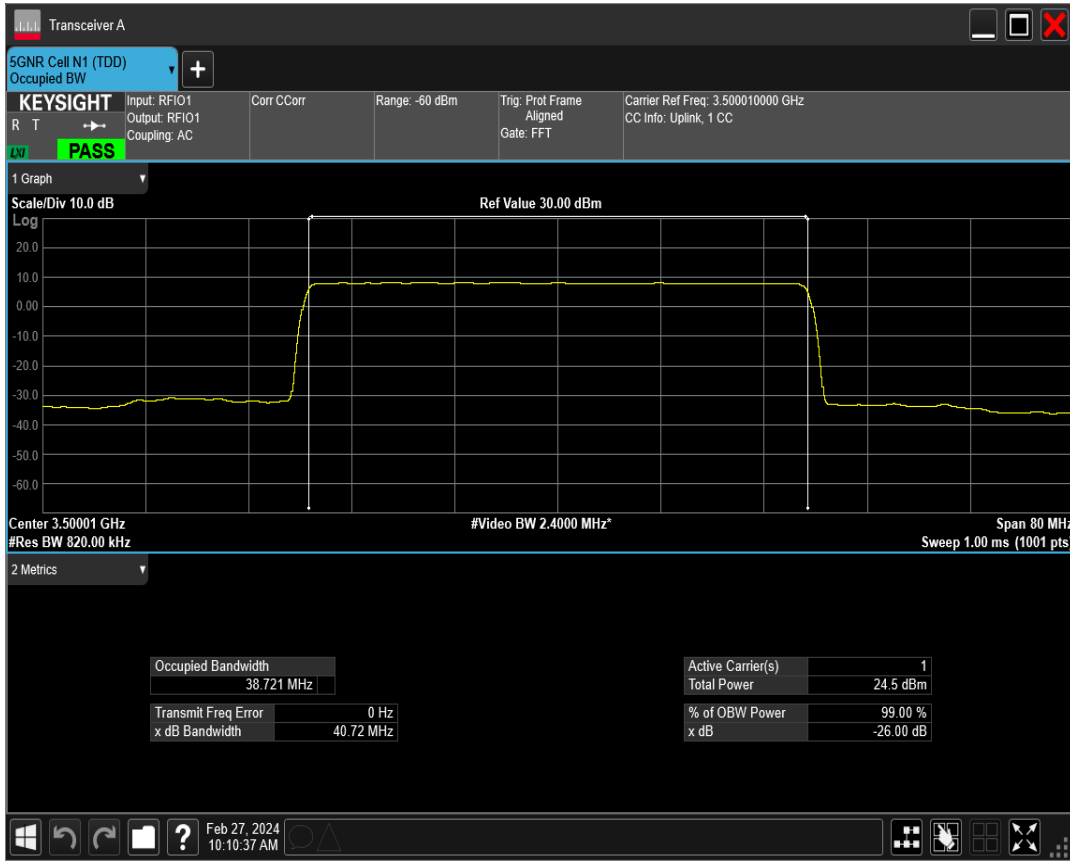 Transceiver A
5GNR Cell N1 (TDD)
Occupied BW
+
KEYSIGHT
R T
LXI
PASS
Input: RFIO1
Output: RFIO1
Coupling: AC
Corr CCorr
Range: -60 dBm
Trig: Prot Frame
Aligned
Gate: FFT
Carrier Ref Freq: 3.500010000 GHz
CC Info: Uplink, 1 CC
1 Graph
Scale/Div 10.0 dB
Ref Value 30.00 dBm
Log
20.0
10.0
0.00
-10.0
-20.0
-30.0
-40.0
-50.0
-60.0
Center 3.50001 GHz
#Video BW 2.4000 MHz*
Span 80 MHz
#Res BW 820.00 kHz
Sweep 1.00 ms (1001 pts)
2 Metrics
Occupied Bandwidth
38.721 MHz
Transmit Freq Error 0 Hz
x dB Bandwidth 40.72 MHz
Active Carrier(s) 1
Total Power 24.5 dBm
% of OBW Power 99.00 %
x dB -26.00 dB
?
Feb 27, 2024
10:10:37 AM